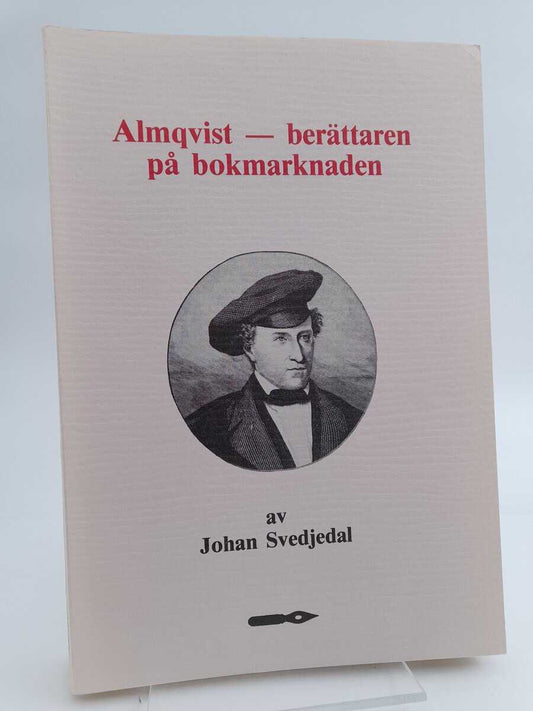 Almqvist — berättaren
på bokmarknaden
av
Johan Svedjedal